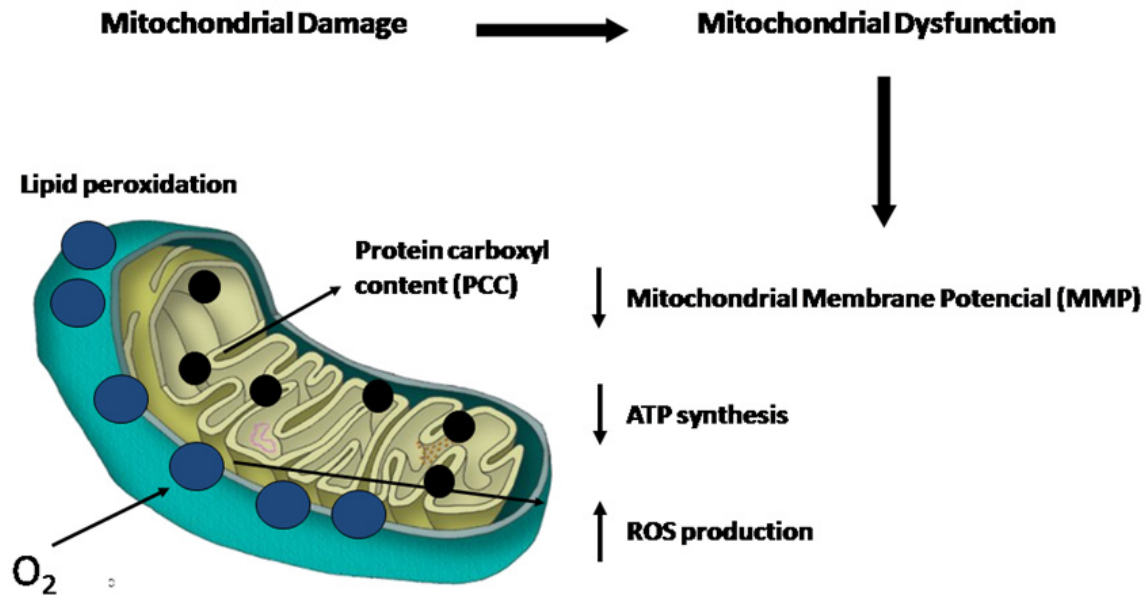 Mitochondrial Damage
Mitochondrial Dysfunction
Lipid peroxidation
Protein carboxyl
content (PCC)
Mitochondrial Membrane Potencial (MMP)
ATP synthesis
ROS production
O₂